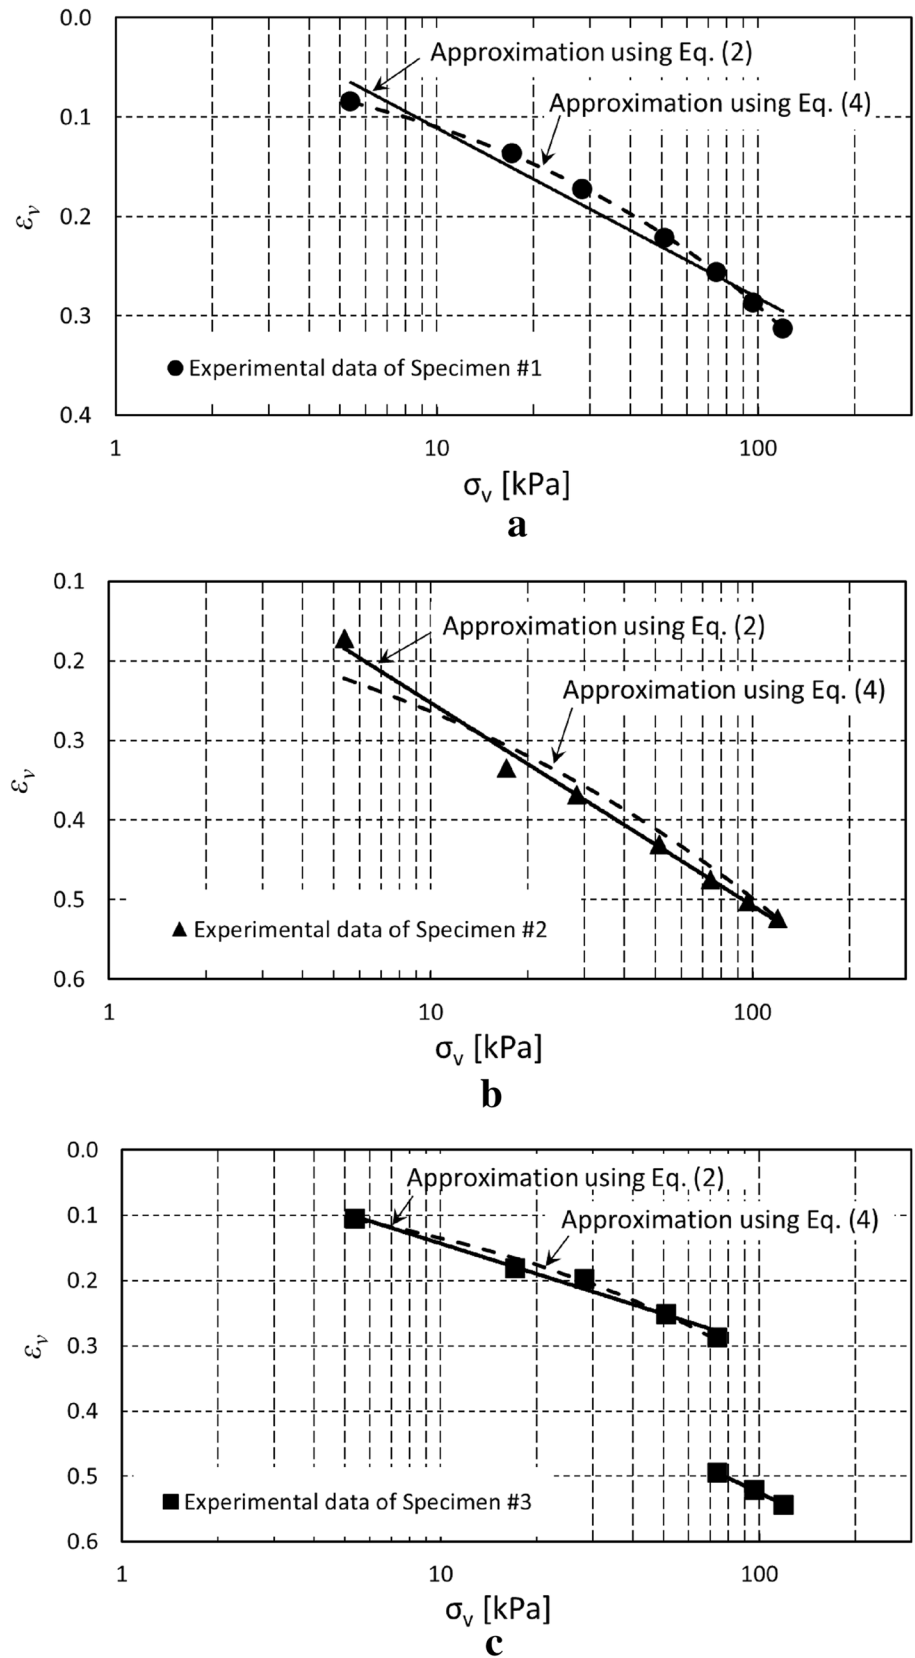 0.0
Approximation using Eq. (2)
Approximation using Eq. (4)
0.1
0.2
εv
0.3
Experimental data of Specimen #1
0.4
1 10 100
σv [kPa]
a
0.1
Approximation using Eq. (2)
0.2
Approximation using Eq. (4)
0.3
εv
0.4
0.5
Experimental data of Specimen #2
0.6
1 10 100
σv [kPa]
b
0.0
Approximation using Eq. (2)
0.1
Approximation using Eq. (4)
0.2
0.3
εv
0.4
0.5
Experimental data of Specimen #3
0.6
1 10 100
σv [kPa]
c